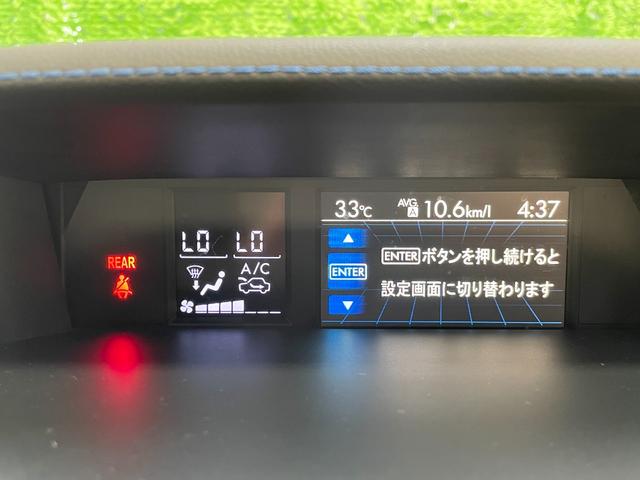 33℃ AVG.A 10.6km/l 4:37
LO LO
REAR
A/C
ENTER
ENTERボタンを押し続けると
設定画面に切り替わります